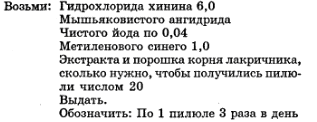 Возьми: Гидрохлорида хинина 6,0
Мышьяковистого ангидрида
Чистого йода по 0,04
Метиленового синего 1,0
Экстракта и порошка корня лакричника,
сколько нужно, чтобы получились пилю-
ли числом 20
Выдать.
Обозначить: По 1 пилюле 3 раза в день